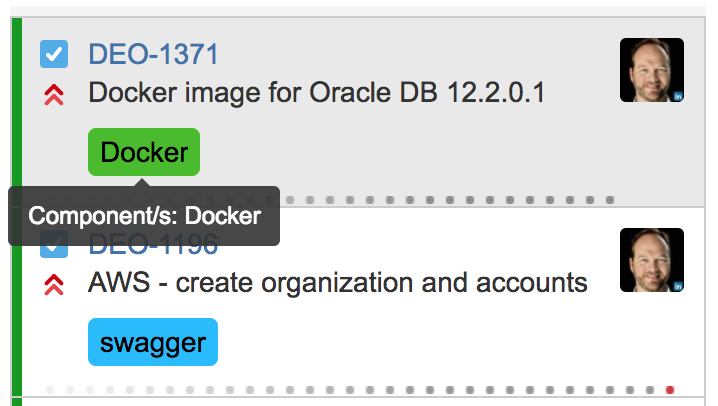 DEO-1371
Docker image for Oracle DB 12.2.0.1
Docker
Component/s: Docker
DEO-1196
AWS - create organization and accounts
swagger